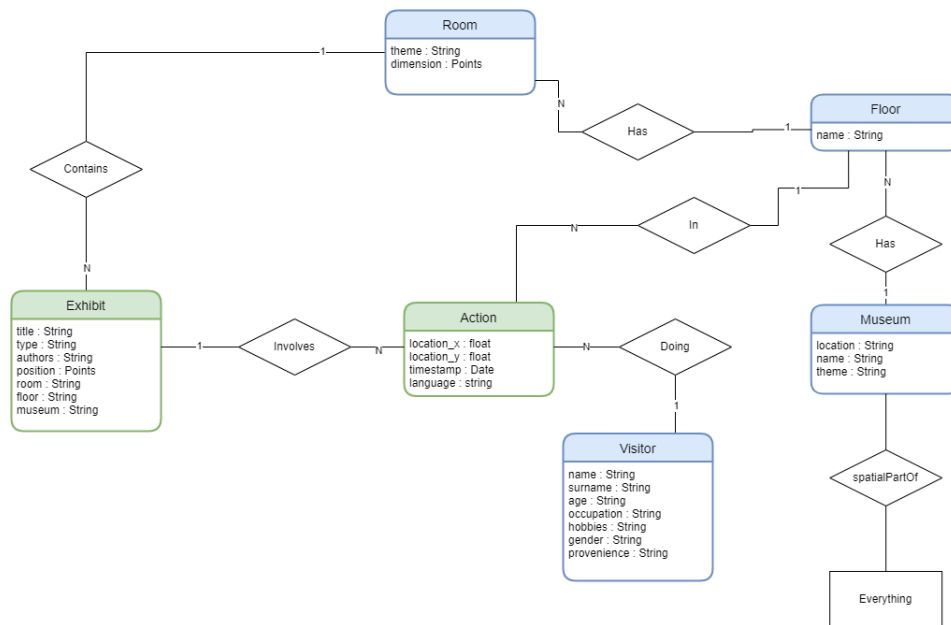 Room
theme : String
dimension : Points
1
N
Has
1
Floor
name : String
Contains
N
In
1
N
Has
N
1
Exhibit
title : String
type : String
authors : String
position : Points
room : String
floor : String
museum : String
1
Involves
N
Action
location_x : float
location_y : float
timestamp : Date
language : string
N
Doing
1
Museum
location : String
name : String
theme : String
Visitor
name : String
surname : String
age : String
occupation : String
hobbies : String
gender : String
provenience : String
spatialPartOf
Everything